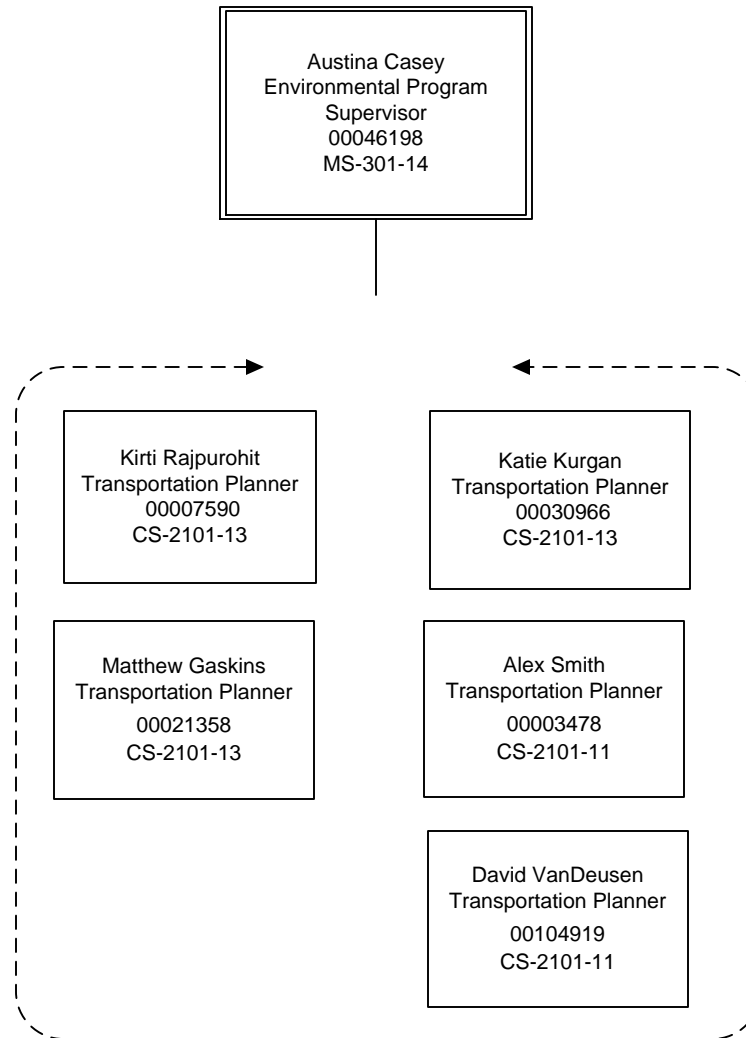 Austina Casey
Environmental Program
Supervisor
00046198
MS-301-14
Kirti Rajpurohit
Transportation Planner
00007590
CS-2101-13
Katie Kurgan
Transportation Planner
00030966
CS-2101-13
Matthew Gaskins
Transportation Planner
00021358
CS-2101-13
Alex Smith
Transportation Planner
00003478
CS-2101-11
David VanDeusen
Transportation Planner
00104919
CS-2101-11